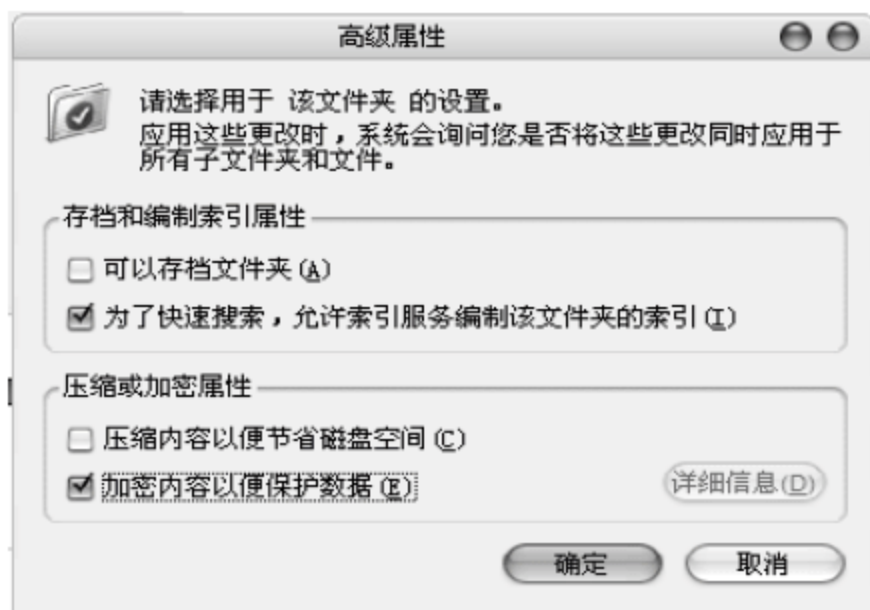 高级属性
请选择用于 该文件夹 的设置。
应用这些更改时，系统会询问您是否将这些更改同时应用于
所有子文件夹和文件。
存档和编制索引属性
可以存档文件夹(A)
为了快速搜索，允许索引服务编制该文件夹的索引(I)
压缩或加密属性
压缩内容以便节省磁盘空间(C)
加密内容以便保护数据(E)
详细信息(D)
确定
取消